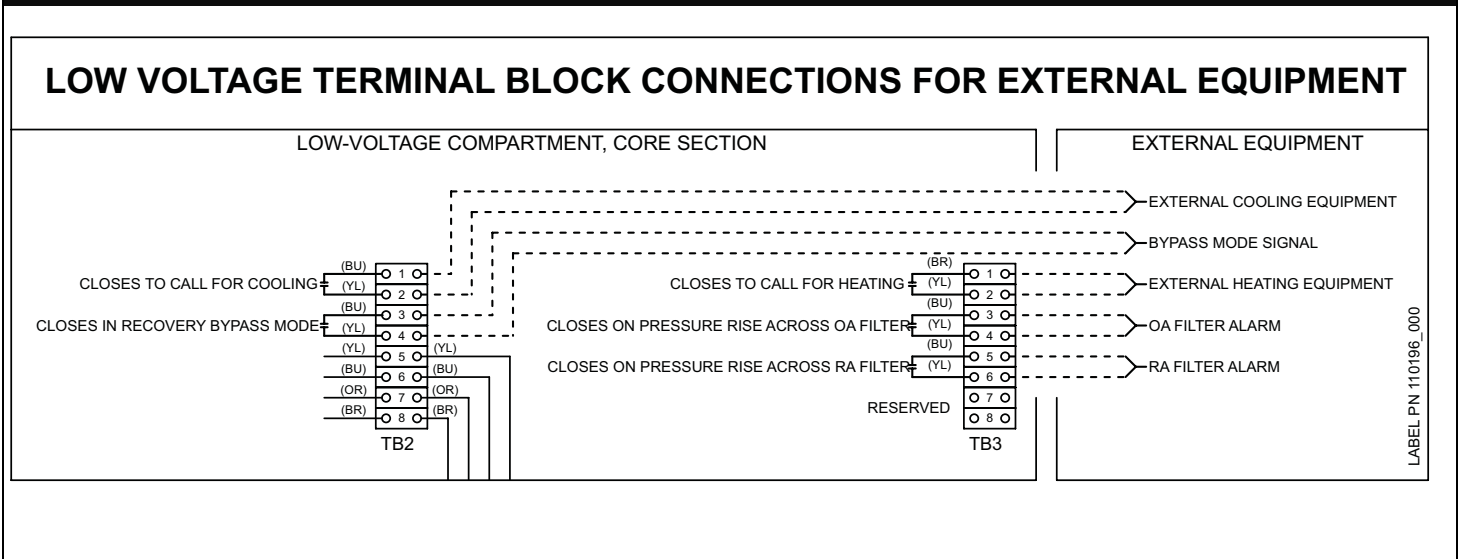 LOW VOLTAGE TERMINAL BLOCK CONNECTIONS FOR EXTERNAL EQUIPMENT
LOW-VOLTAGE COMPARTMENT, CORE SECTION
EXTERNAL EQUIPMENT
EXTERNAL COOLING EQUIPMENT
BYPASS MODE SIGNAL
CLOSES TO CALL FOR COOLING
(BU)
1
(YL)
2
CLOSES IN RECOVERY BYPASS MODE
(BU)
3
(YL)
4
(YL)
5
(YL)
(BU)
6
(BU)
(OR)
7
(OR)
(BR)
8
(BR)
TB2
CLOSES TO CALL FOR HEATING
(BR)
1
(YL)
2
EXTERNAL HEATING EQUIPMENT
CLOSES ON PRESSURE RISE ACROSS OA FILTER
(BU)
3
(YL)
4
OA FILTER ALARM
CLOSES ON PRESSURE RISE ACROSS RA FILTER
(BU)
5
(YL)
6
RA FILTER ALARM
RESERVED
7
8
TB3
LABEL PN 110196_000